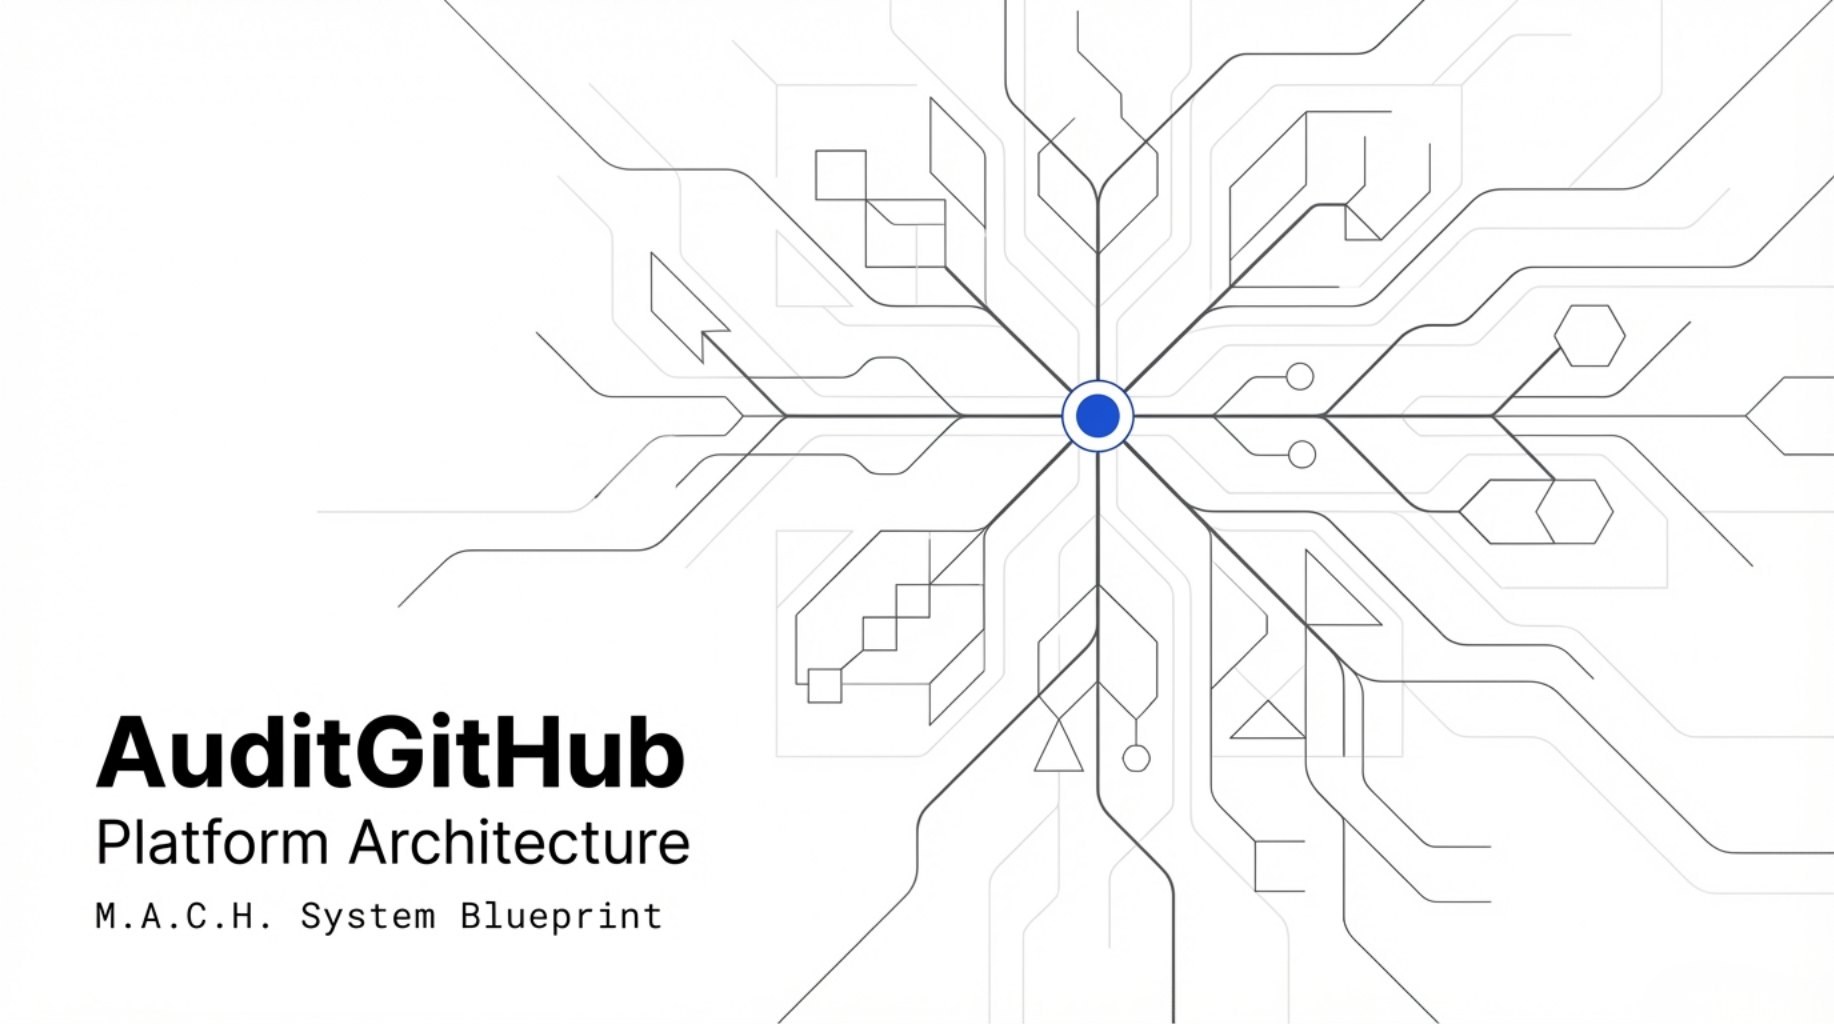 AuditGitHub
Platform Architecture
M.A.C.H. System Blueprint